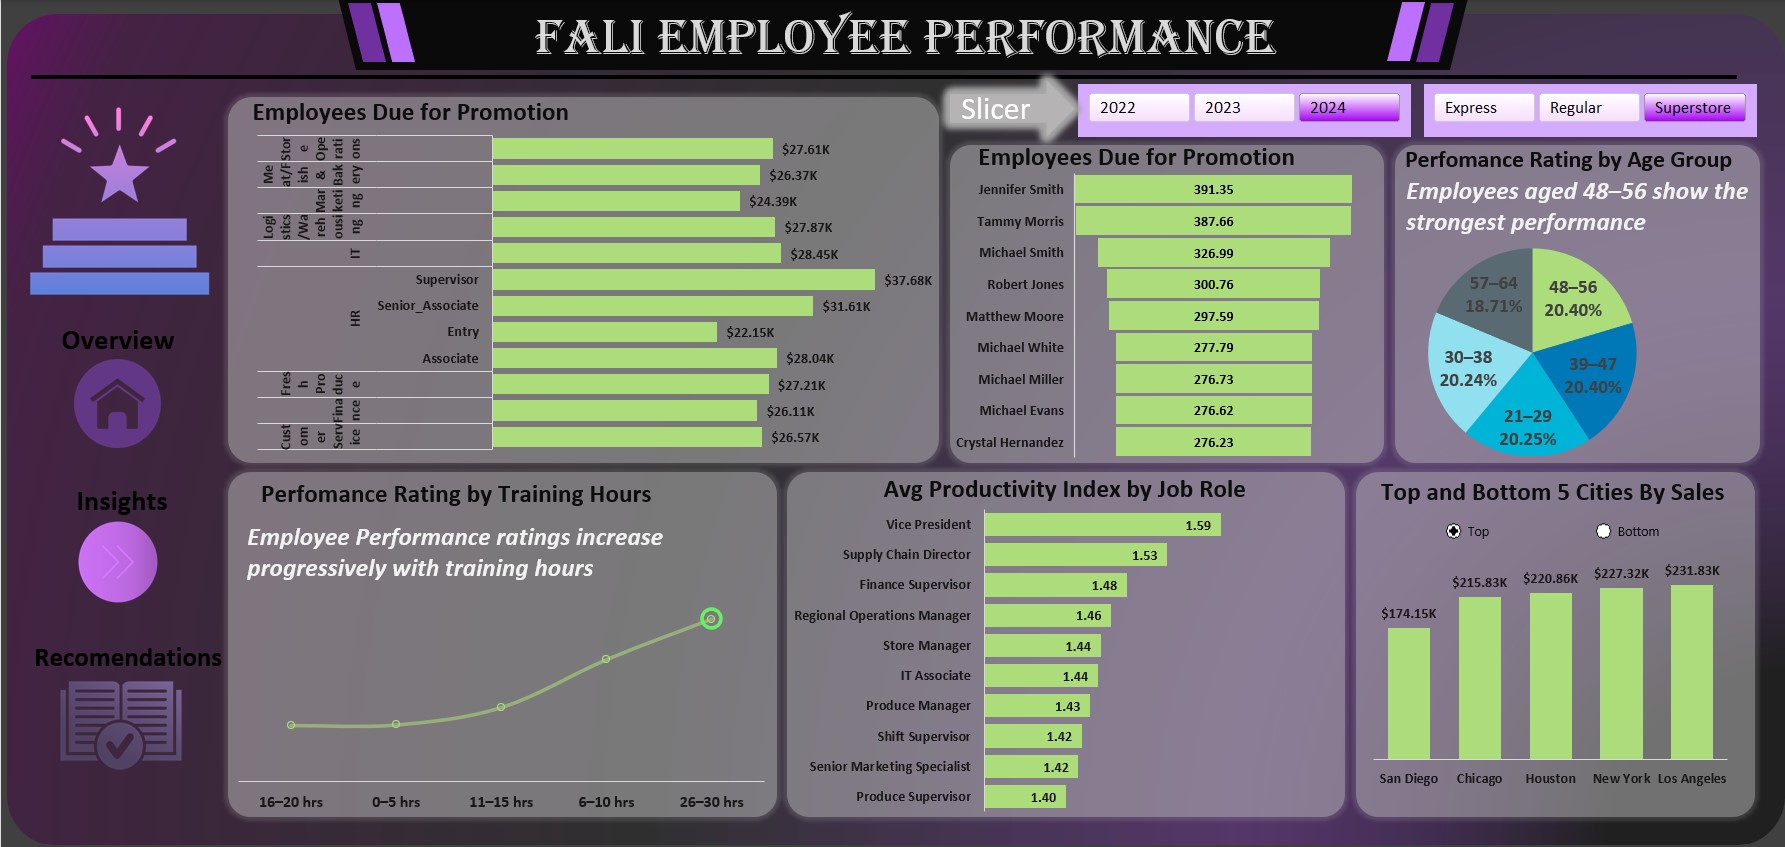 FALI EMPLOYEE PERFORMANCE
Overview
Insights
Recomendations
Employees Due for Promotion
Store Operations
$27.61K
Meat/Fish & Bakery
$26.37K
Marketing
$24.39K
Logistics/Warehousing
$27.87K
IT
$28.45K
HR
Supervisor
$37.68K
Senior_Associate
$31.61K
Entry
$22.15K
Associate
$28.04K
Fresh Produce
$27.21K
Finance
$26.11K
Customer Service
$26.57K
Slicer
2022
2023
2024
Express
Regular
Superstore
Employees Due for Promotion
Jennifer Smith 391.35
Tammy Morris 387.66
Michael Smith 326.99
Robert Jones 300.76
Matthew Moore 297.59
Michael White 277.79
Michael Miller 276.73
Michael Evans 276.62
Crystal Hernandez 276.23
Perfomance Rating by Age Group
Employees aged 48–56 show the
strongest performance
57–64
18.71%
48–56
20.40%
30–38
20.24%
39–47
20.40%
21–29
20.25%
Perfomance Rating by Training Hours
Employee Performance ratings increase
progressively with training hours
16–20 hrs 0–5 hrs 11–15 hrs 6–10 hrs 26–30 hrs
Avg Productivity Index by Job Role
Vice President 1.59
Supply Chain Director 1.53
Finance Supervisor 1.48
Regional Operations Manager 1.46
Store Manager 1.44
IT Associate 1.44
Produce Manager 1.43
Shift Supervisor 1.42
Senior Marketing Specialist 1.42
Produce Supervisor 1.40
Top and Bottom 5 Cities By Sales
Top
Bottom
$174.15K $215.83K $220.86K $227.32K $231.83K
San Diego Chicago Houston New York Los Angeles